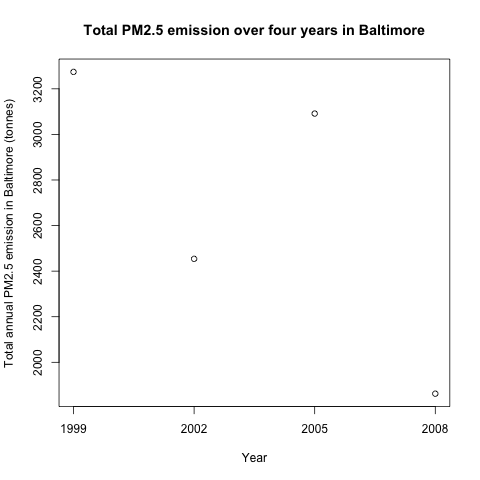 Total PM2.5 emission over four years in Baltimore
Total annual PM2.5 emission in Baltimore (tonnes)
3200
3000
2800
2600
2400
2200
2000
1999 2002 2005 2008
Year